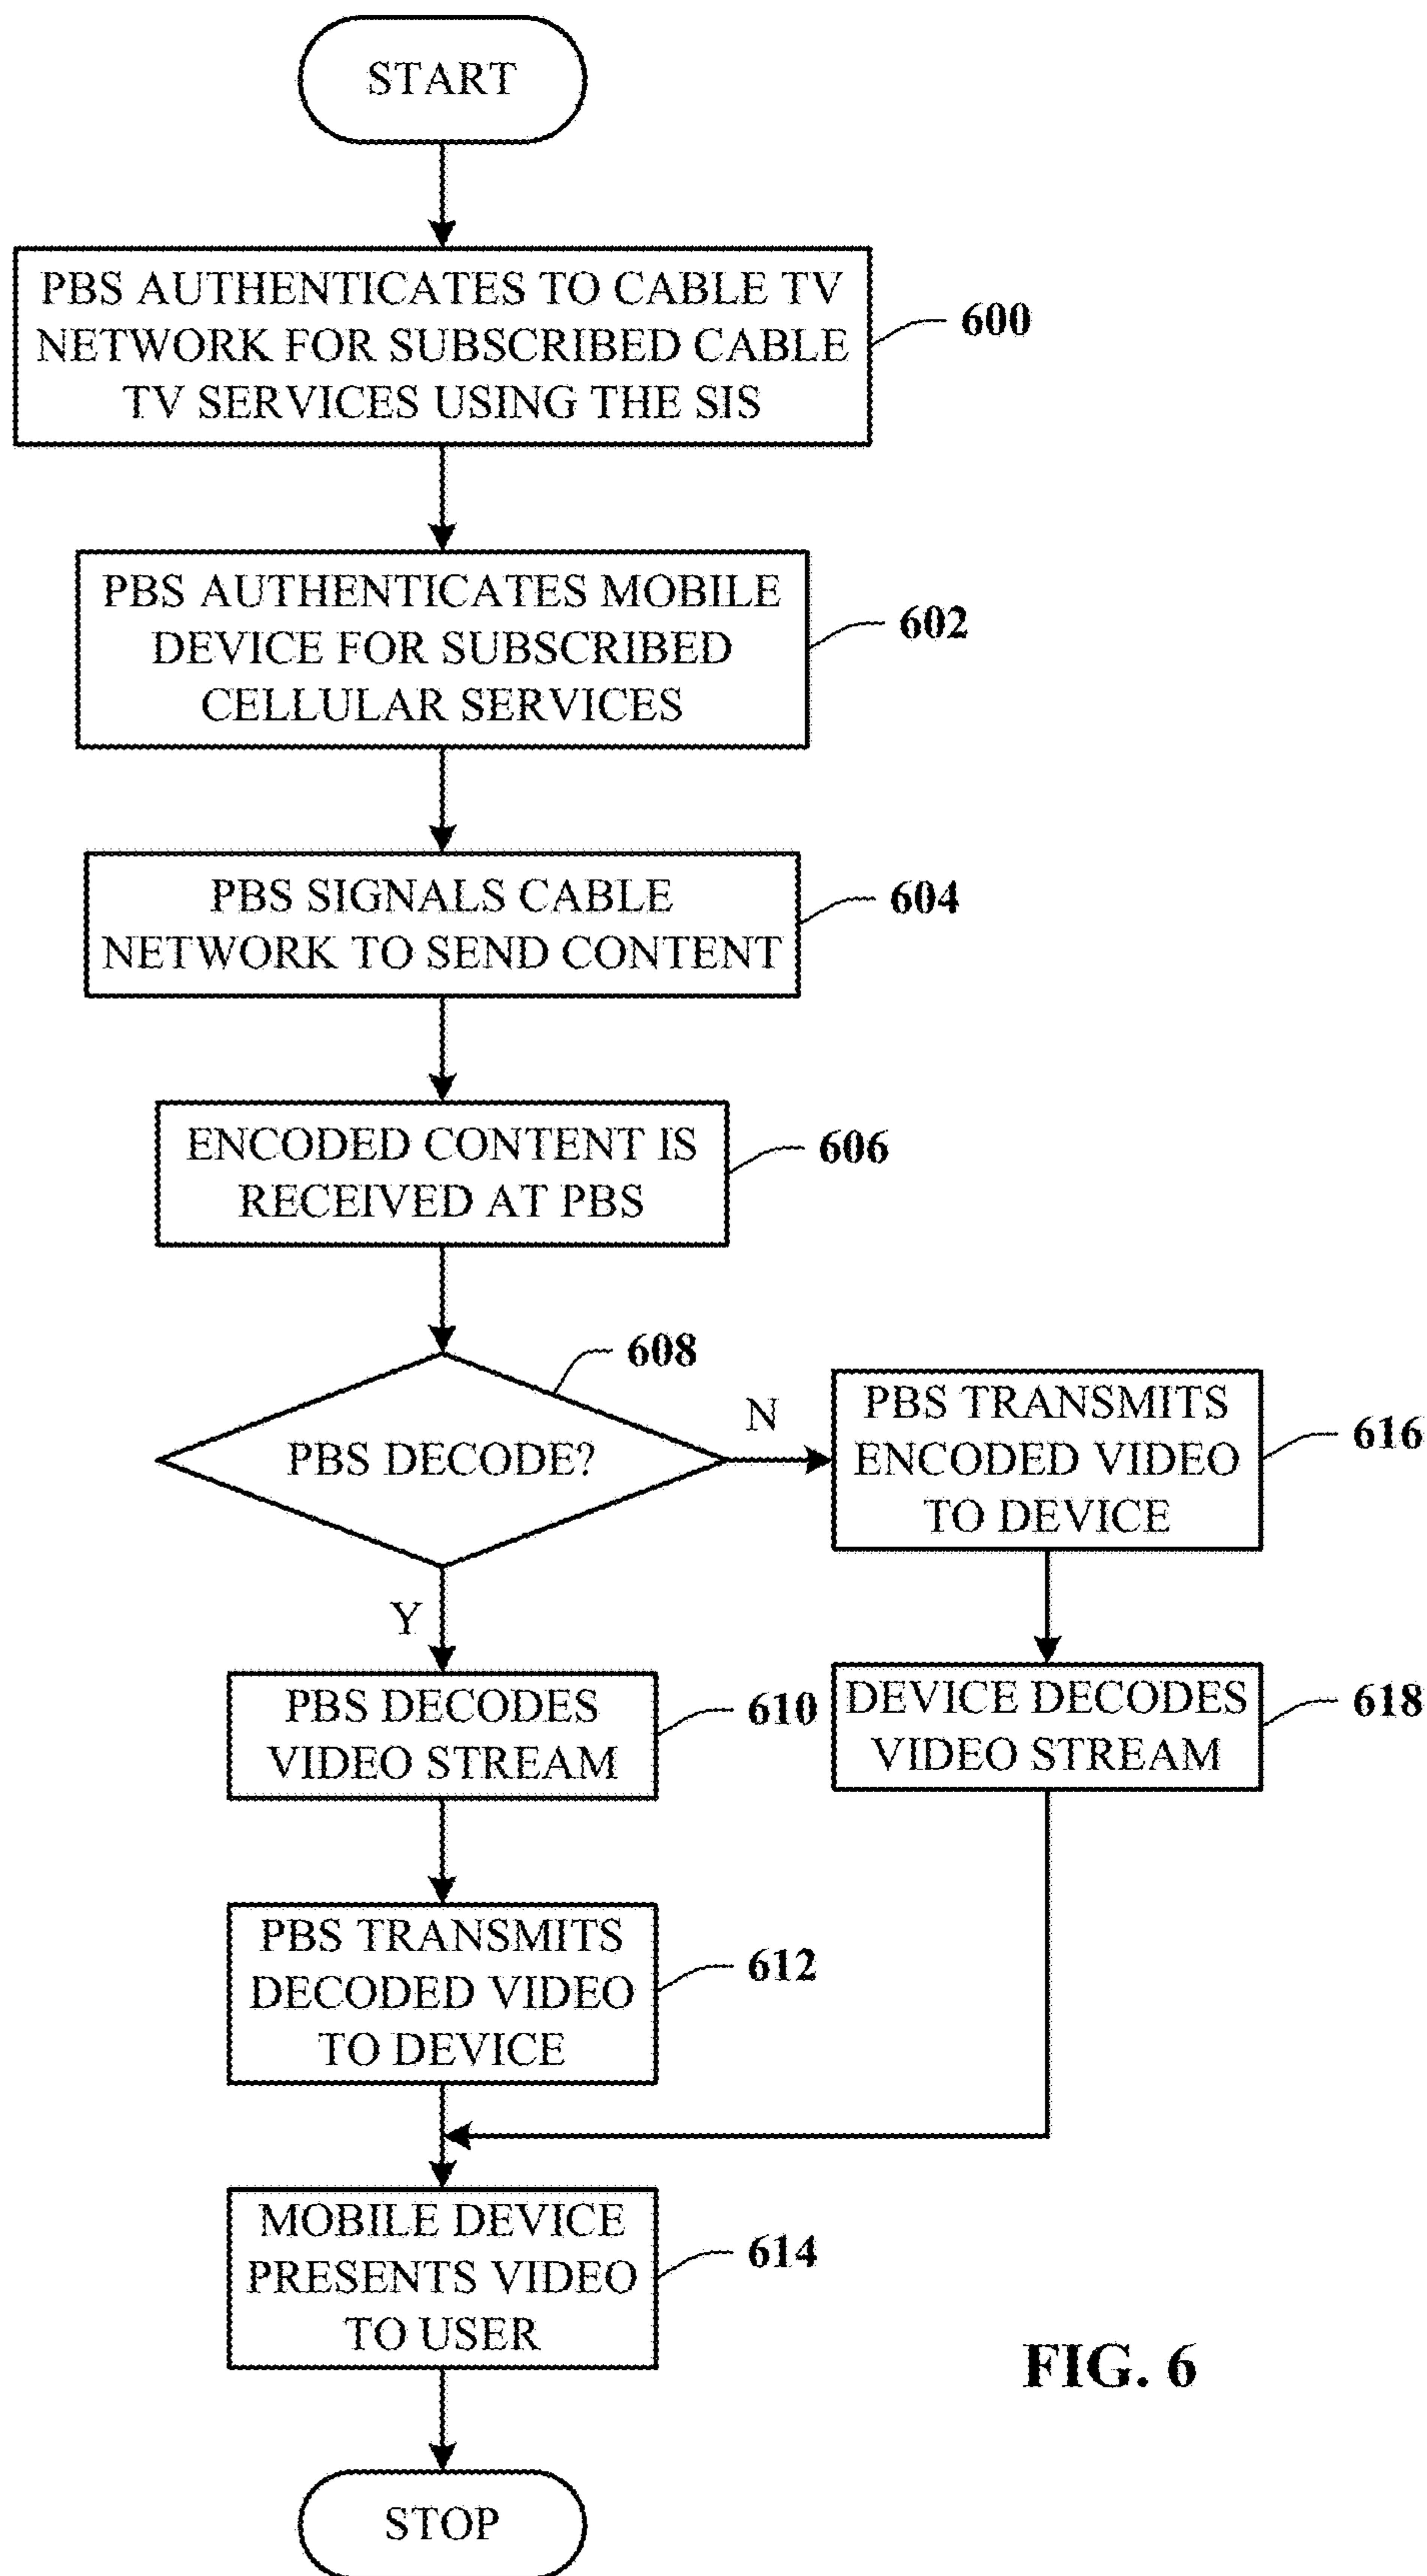 START
PBS AUTHENTICATES TO CABLE TV
NETWORK FOR SUBSCRIBED CABLE
TV SERVICES USING THE SIS
600
PBS AUTHENTICATES MOBILE
DEVICE FOR SUBSCRIBED
CELLULAR SERVICES
602
PBS SIGNALS CABLE
NETWORK TO SEND CONTENT
604
ENCODED CONTENT IS
RECEIVED AT PBS
606
608
PBS DECODE?
N
PBS TRANSMITS
ENCODED VIDEO
TO DEVICE
616
Y
PBS DECODES
VIDEO STREAM
610
DEVICE DECODES
VIDEO STREAM
618
PBS TRANSMITS
DECODED VIDEO
TO DEVICE
612
MOBILE DEVICE
PRESENTS VIDEO
TO USER
614
FIG. 6
STOP